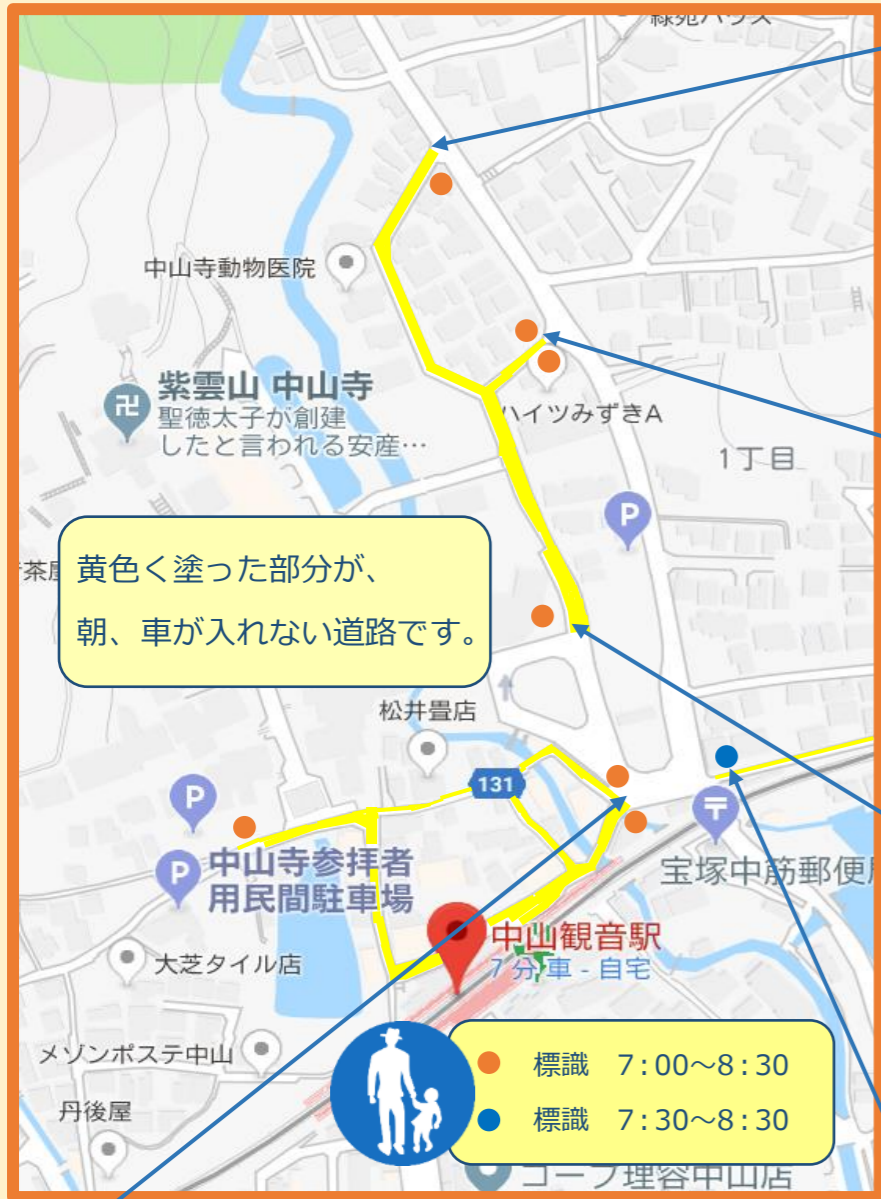 緑苑ハウス
中山寺動物医院
紫雲山 中山寺
聖徳太子が創建
したと言われる安産…
ハイツみずきA
1丁目
P
茶屋
黄色く塗った部分が、
朝、車が入れない道路です。
松井畳店
131
P
〒
P
中山寺参拝者
用民間駐車場
宝塚中筋郵便
中山観音駅
7 分 車 - 自宅
大芝タイル店
メゾンポステ中山
丹後屋
標識 7:00～8:30
標識 7:30～8:30
コープ理容中山店